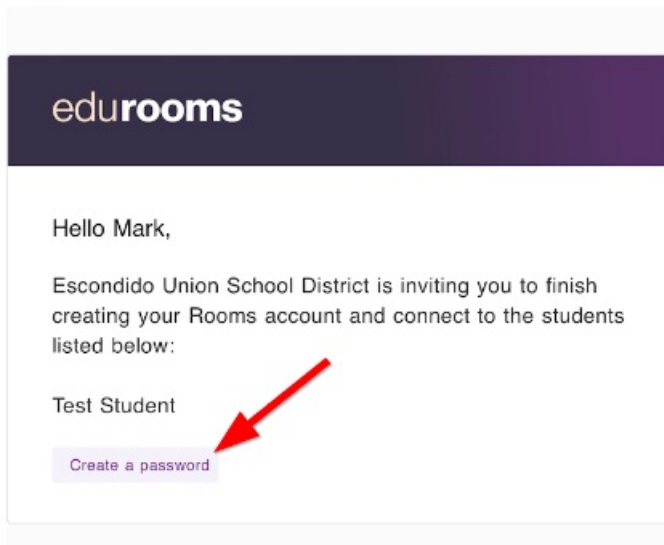 edurooms
Hello Mark,
Escondido Union School District is inviting you to finish
creating your Rooms account and connect to the students
listed below:
Test Student
Create a password